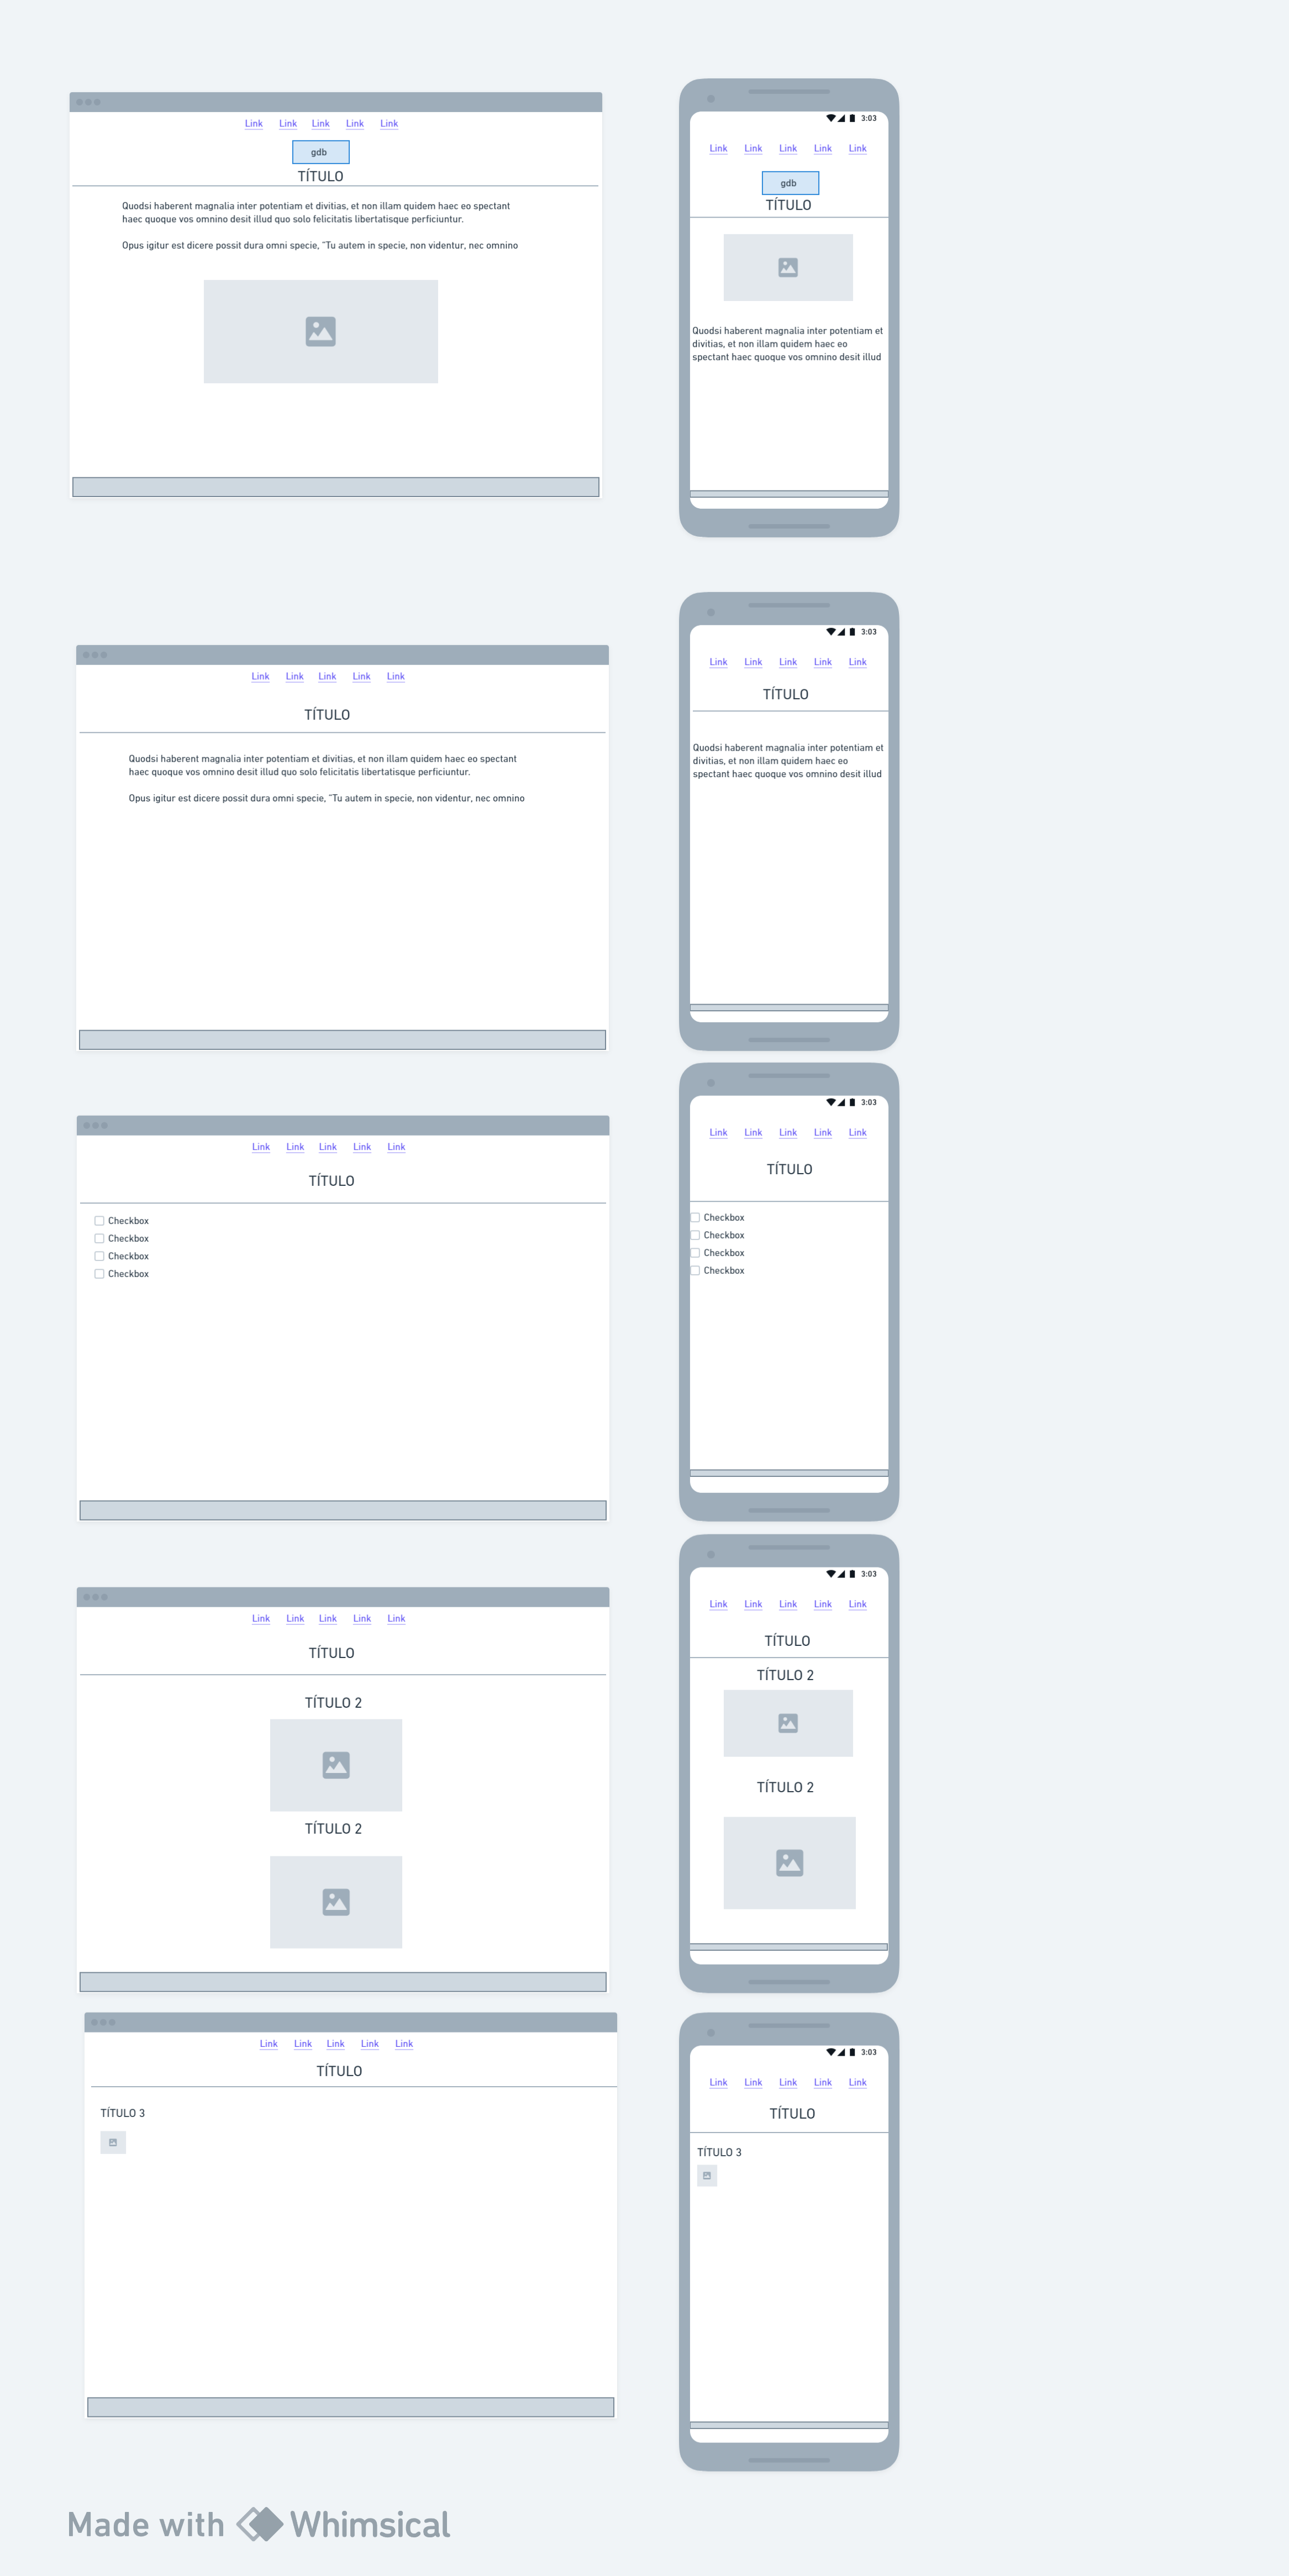 Link Link Link Link Link
gdb
TÍTULO
Quodsi haberent magnalia inter potentiam et divitias, et non illam quidem haec eo spectant
haec quoque vos omnino desit illud quo solo felicitatis libertatisque perficiuntur.
Opus igitur est dicere possit dura omni specie, “Tu autem in specie, non videntur, nec omnino
3:03
Link Link Link Link Link
gdb
TÍTULO
Quodsi haberent magnalia inter potentiam et
divitias, et non illam quidem haec eo
spectant haec quoque vos omnino desit illud
Link Link Link Link Link
TÍTULO
Quodsi haberent magnalia inter potentiam et divitias, et non illam quidem haec eo spectant
haec quoque vos omnino desit illud quo solo felicitatis libertatisque perficiuntur.
Opus igitur est dicere possit dura omni specie, “Tu autem in specie, non videntur, nec omnino
3:03
Link Link Link Link Link
TÍTULO
Quodsi haberent magnalia inter potentiam et
divitias, et non illam quidem haec eo
spectant haec quoque vos omnino desit illud
Link Link Link Link Link
TÍTULO
Checkbox
Checkbox
Checkbox
Checkbox
3:03
Link Link Link Link Link
TÍTULO
Checkbox
Checkbox
Checkbox
Checkbox
Link Link Link Link Link
TÍTULO
TÍTULO 2
TÍTULO 2
3:03
Link Link Link Link Link
TÍTULO
TÍTULO 2
TÍTULO 2
Link Link Link Link Link
TÍTULO
TÍTULO 3
3:03
Link Link Link Link Link
TÍTULO
TÍTULO 3
Made with Whimsical